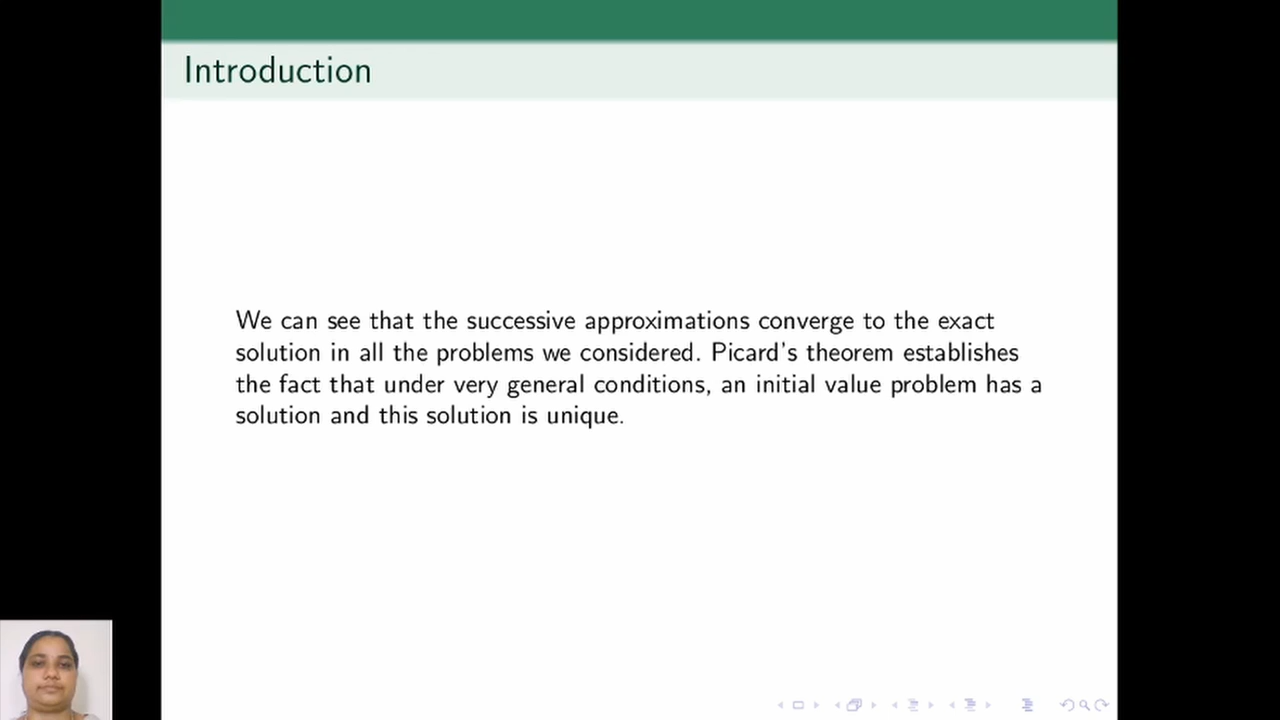 Introduction
We can see that the successive approximations converge to the exact
solution in all the problems we considered. Picard's theorem establishes
the fact that under very general conditions, an initial value problem has a
solution and this solution is unique.